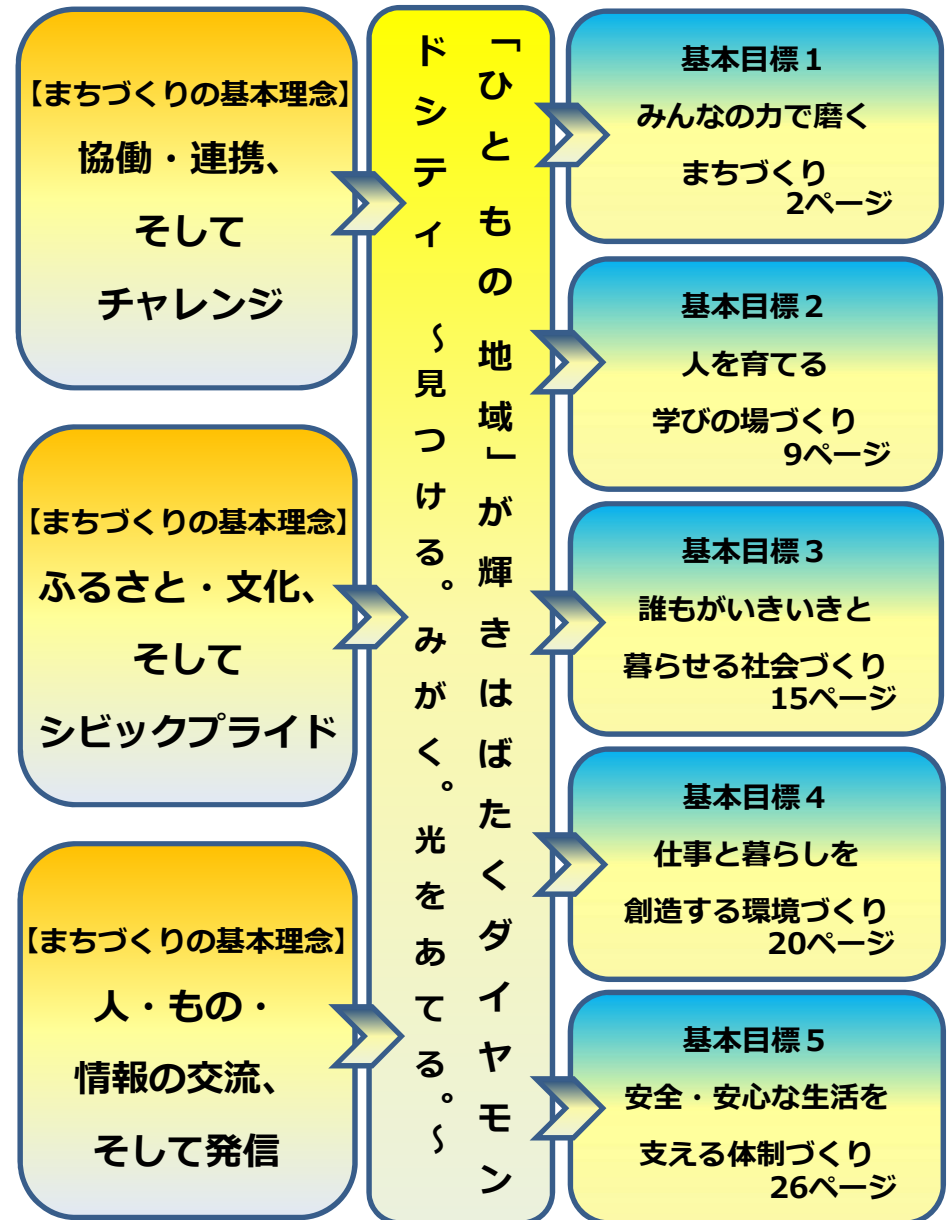 【まちづくりの基本理念】
協働・連携、
そして
チャレンジ
【まちづくりの基本理念】
ふるさと・文化、
そして
シビックプライド
【まちづくりの基本理念】
人・もの・
情報の交流、
そして発信
「ひともの地域」が輝きはばたくダイヤモン
ドシティ ～見つける。みがく。光をあてる。～
基本目標１
みんなの力で磨く
まちづくり
2ページ
基本目標２
人を育てる
学びの場づくり
9ページ
基本目標３
誰もがいきいきと
暮らせる社会づくり
15ページ
基本目標４
仕事と暮らしを
創造する環境づくり
20ページ
基本目標５
安全・安心な生活を
支える体制づくり
26ページ